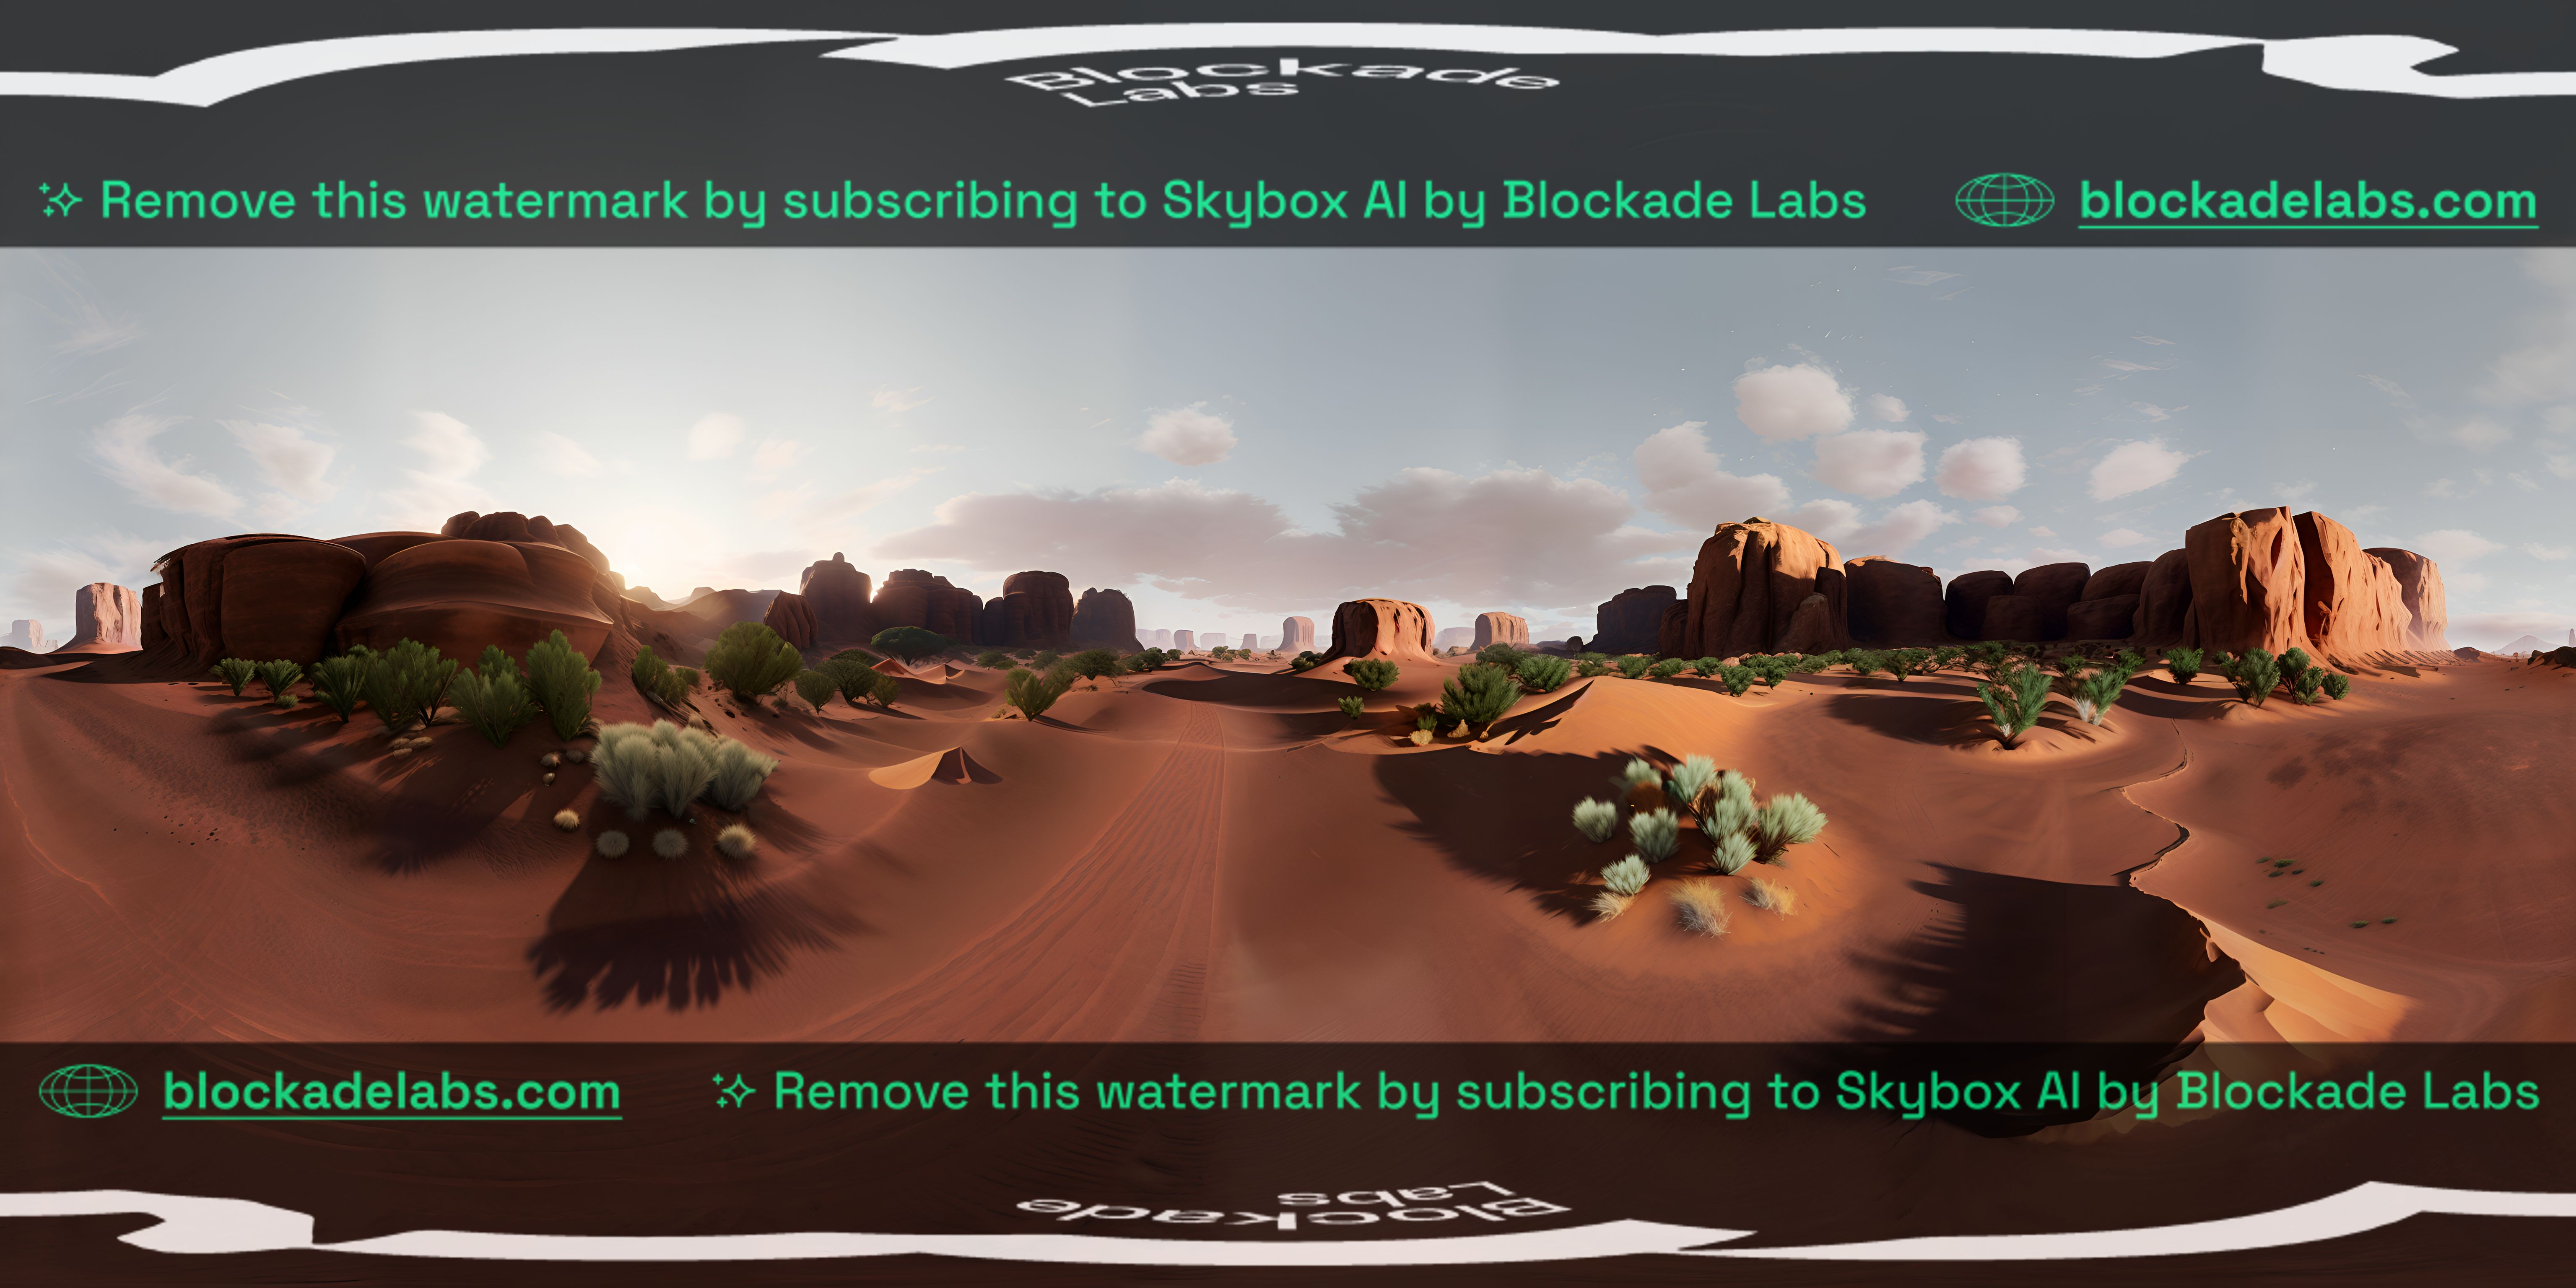 Blockade
Labs
Remove this watermark by subscribing to Skybox AI by Blockade Labs
blockadelabs.com
blockadelabs.com
Remove this watermark by subscribing to Skybox AI by Blockade Labs
Labs
Blockade